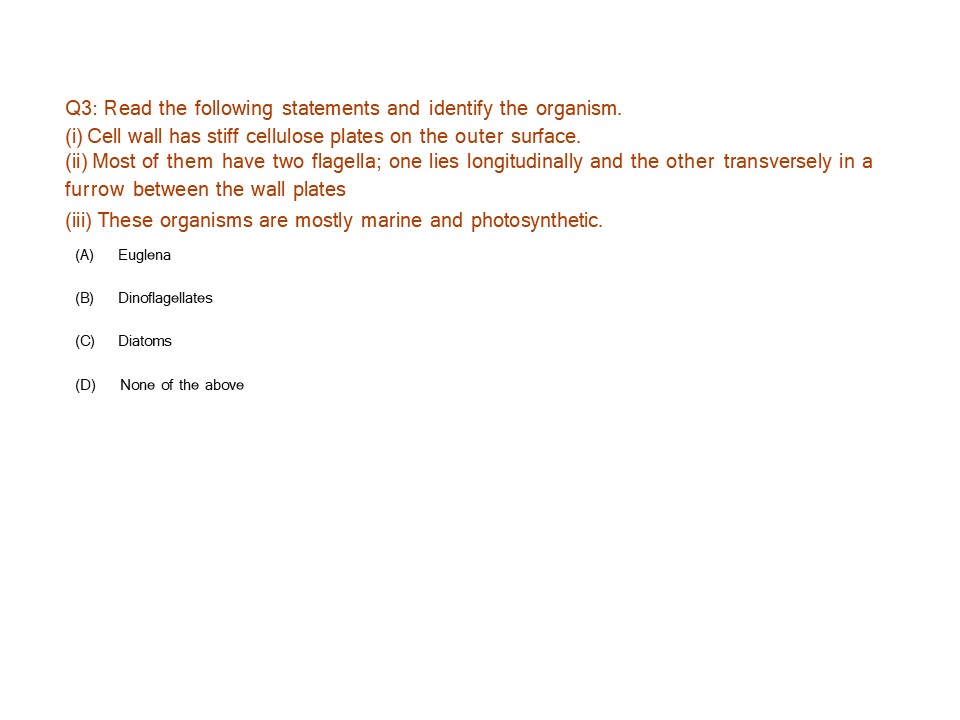 Q3: Read the following statements and identify the organism.
(i) Cell wall has stiff cellulose plates on the outer surface.
(ii) Most of them have two flagella; one lies longitudinally and the other transversely in a
furrow between the wall plates
(iii) These organisms are mostly marine and photosynthetic.
(A) Euglena
(B) Dinoflagellates
(C) Diatoms
(D) None of the above